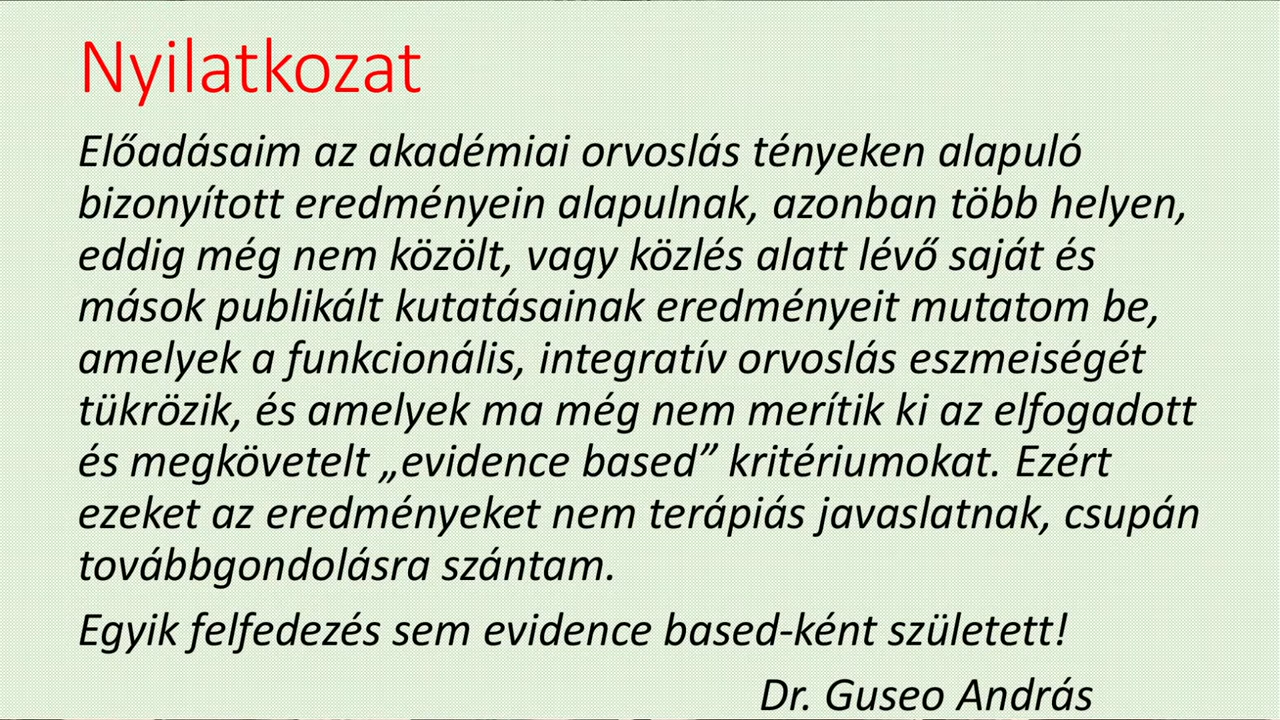 Nyilatkozat
Előadásaim az akadémiai orvoslás tényeken alapuló
bizonyított eredményein alapulnak, azonban több helyen,
eddig még nem közölt, vagy közlés alatt lévő saját és
mások publikált kutatásainak eredményeit mutatom be,
amelyek a funkcionális, integratív orvoslás eszmeiségét
tükrözik, és amelyek ma még nem merítik ki az elfogadott
és megkövetelt „evidence based” kritériumokat. Ezért
ezeket az eredményeket nem terápiás javaslatnak, csupán
továbbgondolásra szántam.
Egyik felfedezés sem evidence based-ként született!
Dr. Guseo András